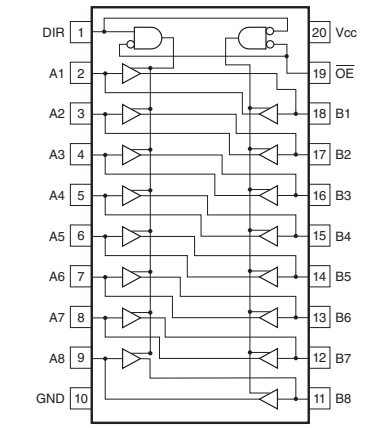 DIR 1 20 Vcc
A1 2 19 OE
A2 3 18 B1
A3 4 17 B2
A4 5 16 B3
A5 6 15 B4
A6 7 14 B5
A7 8 13 B6
A8 9 12 B7
GND 10 11 B8